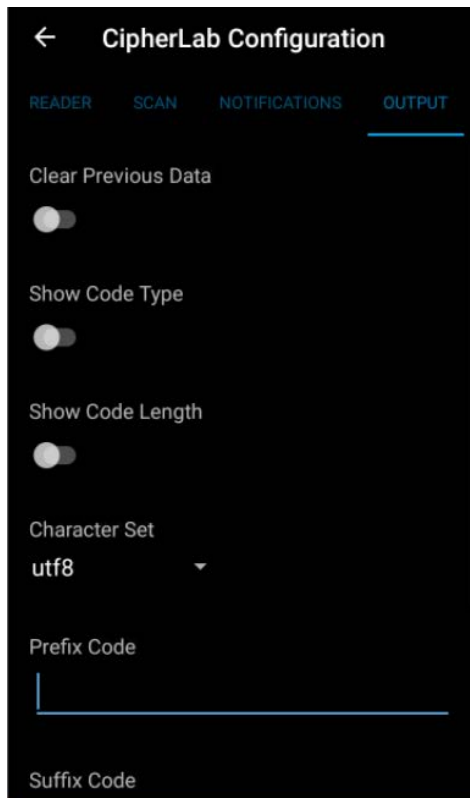 CipherLab Configuration
READER SCAN NOTIFICATIONS OUTPUT
Clear Previous Data
Show Code Type
Show Code Length
Character Set
utf8
Prefix Code
Suffix Code